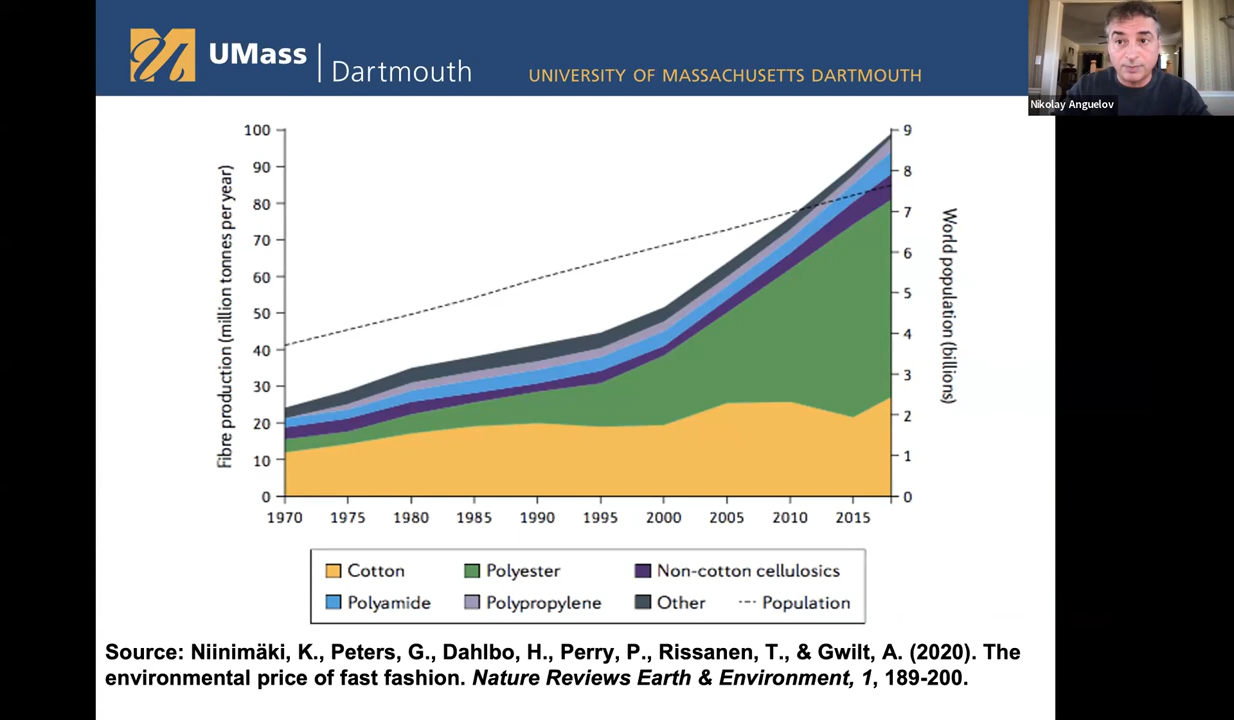 UMass
Dartmouth
UNIVERSITY OF MASSACHUSETTS DARTMOUTH
Nikolay Anguelov
Fibre production (million tonnes per year)
100
90
80
70
60
50
40
30
20
10
0
9
8
7
6
5
4
3
2
1
0
World population (billions)
1970 1975 1980 1985 1990 1995 2000 2005 2010 2015
Cotton Polyester Non-cotton cellulosics
Polyamide Polypropylene Other Population
Source: Niinimäki, K., Peters, G., Dahlbo, H., Perry, P., Rissanen, T., & Gwilt, A. (2020). The
environmental price of fast fashion. Nature Reviews Earth & Environment, 1, 189-200.